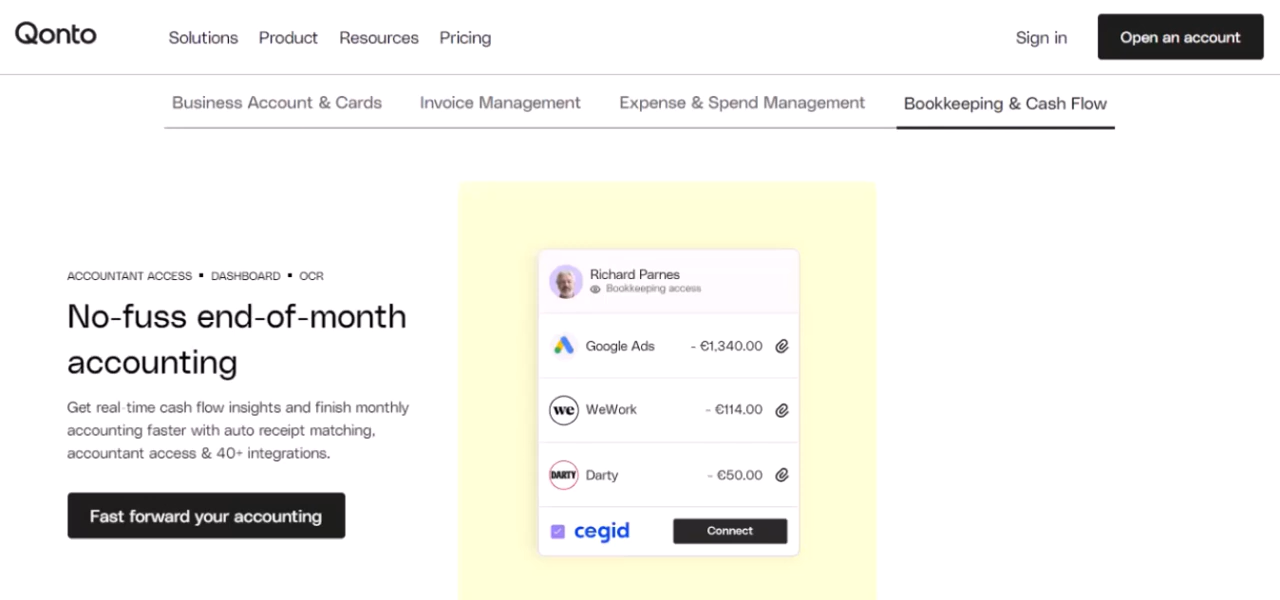 Qonto
Solutions Product Resources Pricing
Sign in
Open an account
Business Account & Cards
Invoice Management
Expense & Spend Management
Bookkeeping & Cash Flow
ACCOUNTANT ACCESS ▪ DASHBOARD ▪ OCR
No-fuss end-of-month
accounting
Get real-time cash flow insights and finish monthly
accounting faster with auto receipt matching,
accountant access & 40+ integrations.
Fast forward your accounting
Richard Parnes
Bookkeeping access
Google Ads - €1,340.00
we WeWork - €114.00
DARTY Darty - €50.00
cegid Connect